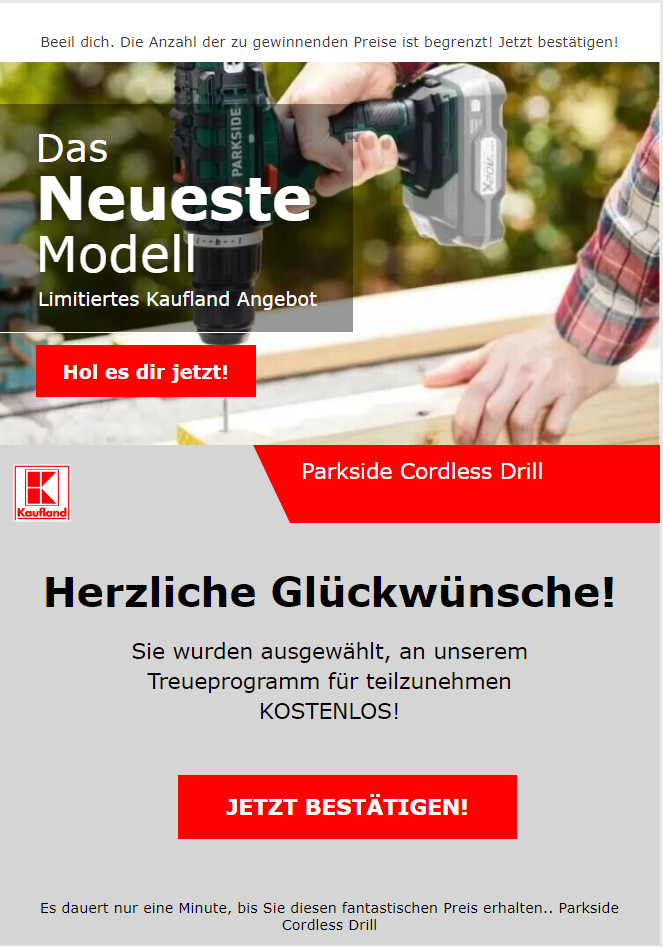 Beeil dich. Die Anzahl der zu gewinnenden Preise ist begrenzt! Jetzt bestätigen!
PARKSIDE
X20V
Das
Neueste
Modell
Limitiertes Kaufland Angebot
Hol es dir jetzt!
Parkside Cordless Drill
Kaufland
Herzliche Glückwünsche!
Sie wurden ausgewählt, an unserem
Treueprogramm für teilzunehmen
KOSTENLOS!
JETZT BESTÄTIGEN!
Es dauert nur eine Minute, bis Sie diesen fantastischen Preis erhalten.. Parkside
Cordless Drill